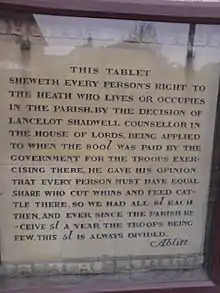 THIS TABLET
SHEWETH EVERY PERSON'S RIGHT TO
THE HEATH WHO LIVES OR OCCUPIES
IN THE PARISH, BY THE DECISION OF
LANCELOT SHADWELL COUNSELLOR IN
THE HOUSE OF LORDS, BEING APPLIED
TO WHEN THE 800l WAS PAID BY THE
GOVERNMENT FOR THE TROOPS EXER-
CISING THERE, HE GAVE HIS OPINION
THAT EVERY PERSON MUST HAVE EQUAL
SHARE WHO CUT WHINS AND FEED CAT-
TLE THERE, SO WE HAD ALL 8l EACH
THEN, AND EVER SINCE THE PARISH RE-
CEIVE 5l A YEAR THE TROOPS BEING
FEW, THIS 5l IS ALWAYS DIVIDED.
Ablitt